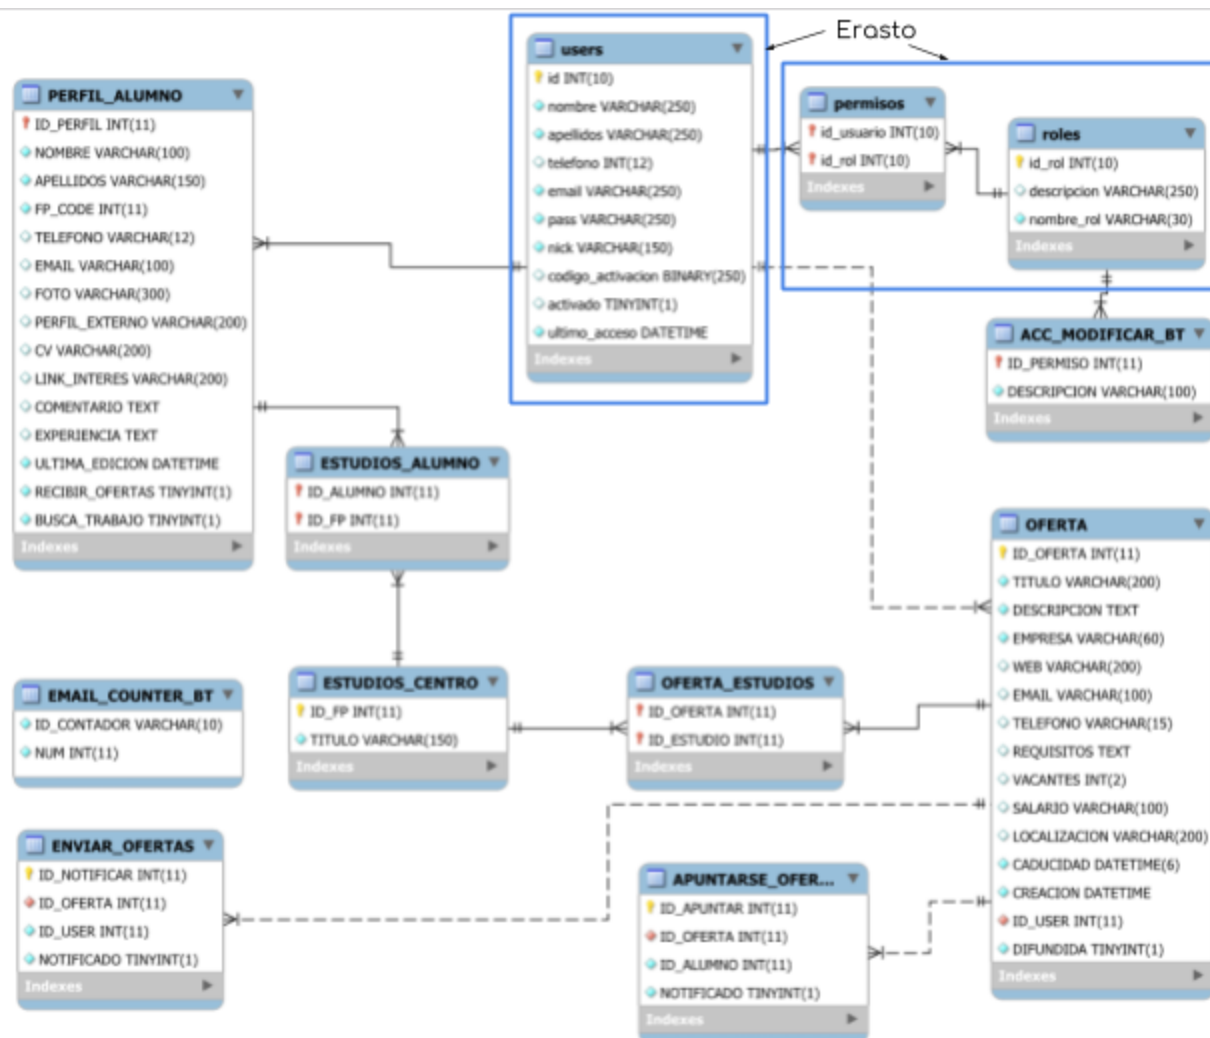 Erasto
users
id INT(10)
nombre VARCHAR(250)
apellidos VARCHAR(250)
telefono INT(12)
email VARCHAR(250)
pass VARCHAR(250)
nick VARCHAR(150)
codigo_activacion BINARY(250)
activado TINYINT(1)
ultimo_acceso DATETIME
Indexes
permisos
id_usuario INT(10)
id_rol INT(10)
Indexes
roles
id_rol INT(10)
descripcion VARCHAR(250)
nombre_rol VARCHAR(30)
Indexes
PERFIL_ALUMNO
ID_PERFIL INT(11)
NOMBRE VARCHAR(100)
APELLIDOS VARCHAR(150)
FP_CODE INT(11)
TELEFONO VARCHAR(12)
EMAIL VARCHAR(100)
FOTO VARCHAR(300)
PERFIL_EXTERNO VARCHAR(200)
CV VARCHAR(200)
LINK_INTERES VARCHAR(200)
COMENTARIO TEXT
EXPERIENCIA TEXT
ULTIMA_EDICION DATETIME
RECIBIR_OFERTAS TINYINT(1)
BUSCA_TRABAJO TINYINT(1)
Indexes
ACC_MODIFICAR_BT
ID_PERMISO INT(11)
DESCRIPCION VARCHAR(100)
Indexes
ESTUDIOS_ALUMNO
ID_ALUMNO INT(11)
ID_FP INT(11)
Indexes
OFERTA
ID_OFERTA INT(11)
TITULO VARCHAR(200)
DESCRIPCION TEXT
EMPRESA VARCHAR(60)
WEB VARCHAR(200)
EMAIL VARCHAR(100)
TELEFONO VARCHAR(15)
REQUISITOS TEXT
VACANTES INT(2)
SALARIO VARCHAR(100)
LOCALIZACION VARCHAR(200)
CADUCIDAD DATETIME(6)
CREACION DATETIME
ID_USER INT(11)
DIFUNDIDA TINYINT(1)
Indexes
EMAIL_COUNTER_BT
ID_CONTADOR VARCHAR(10)
NUM INT(11)
ESTUDIOS_CENTRO
ID_FP INT(11)
TITULO VARCHAR(150)
Indexes
OFERTA_ESTUDIOS
ID_OFERTA INT(11)
ID_ESTUDIO INT(11)
Indexes
ENVIAR_OFERTAS
ID_NOTIFICAR INT(11)
ID_OFERTA INT(11)
ID_USER INT(11)
NOTIFICADO TINYINT(1)
Indexes
APUNTARSE_OFER...
ID_APUNTAR INT(11)
ID_OFERTA INT(11)
ID_ALUMNO INT(11)
NOTIFICADO TINYINT(1)
Indexes